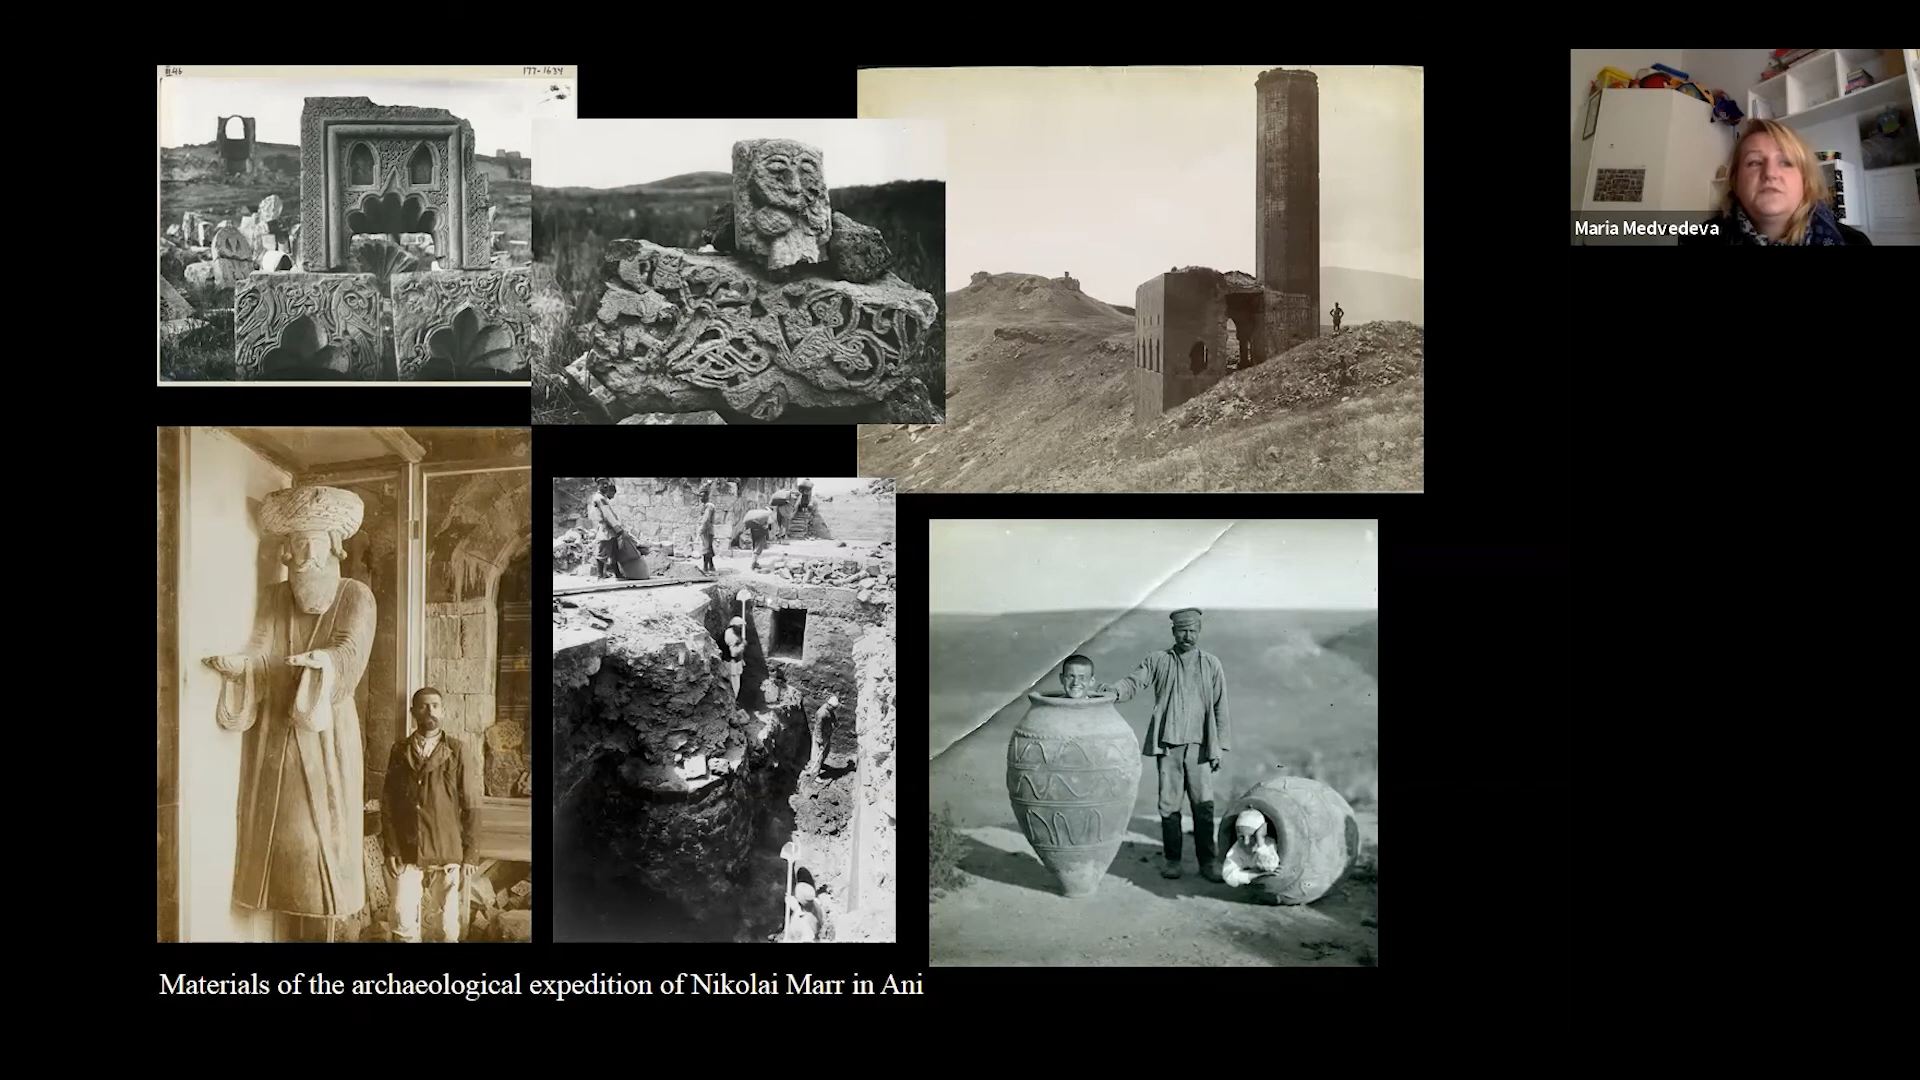 177-1634
Maria Medvedeva
Materials of the archaeological expedition of Nikolai Marr in Ani